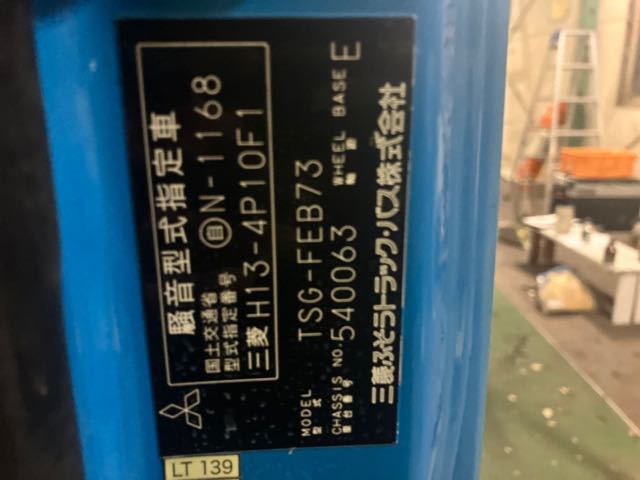 騒音型式指定車
国土交通省
型式指定番号
自N-1168
三菱H13-4P10F1
MODEL
型式
TSG-FEB73
CHASSIS NO.
車台番号
540063
WHEEL BASE
軸距
E
三菱ふそうトラック・バス株式会社
LT 139